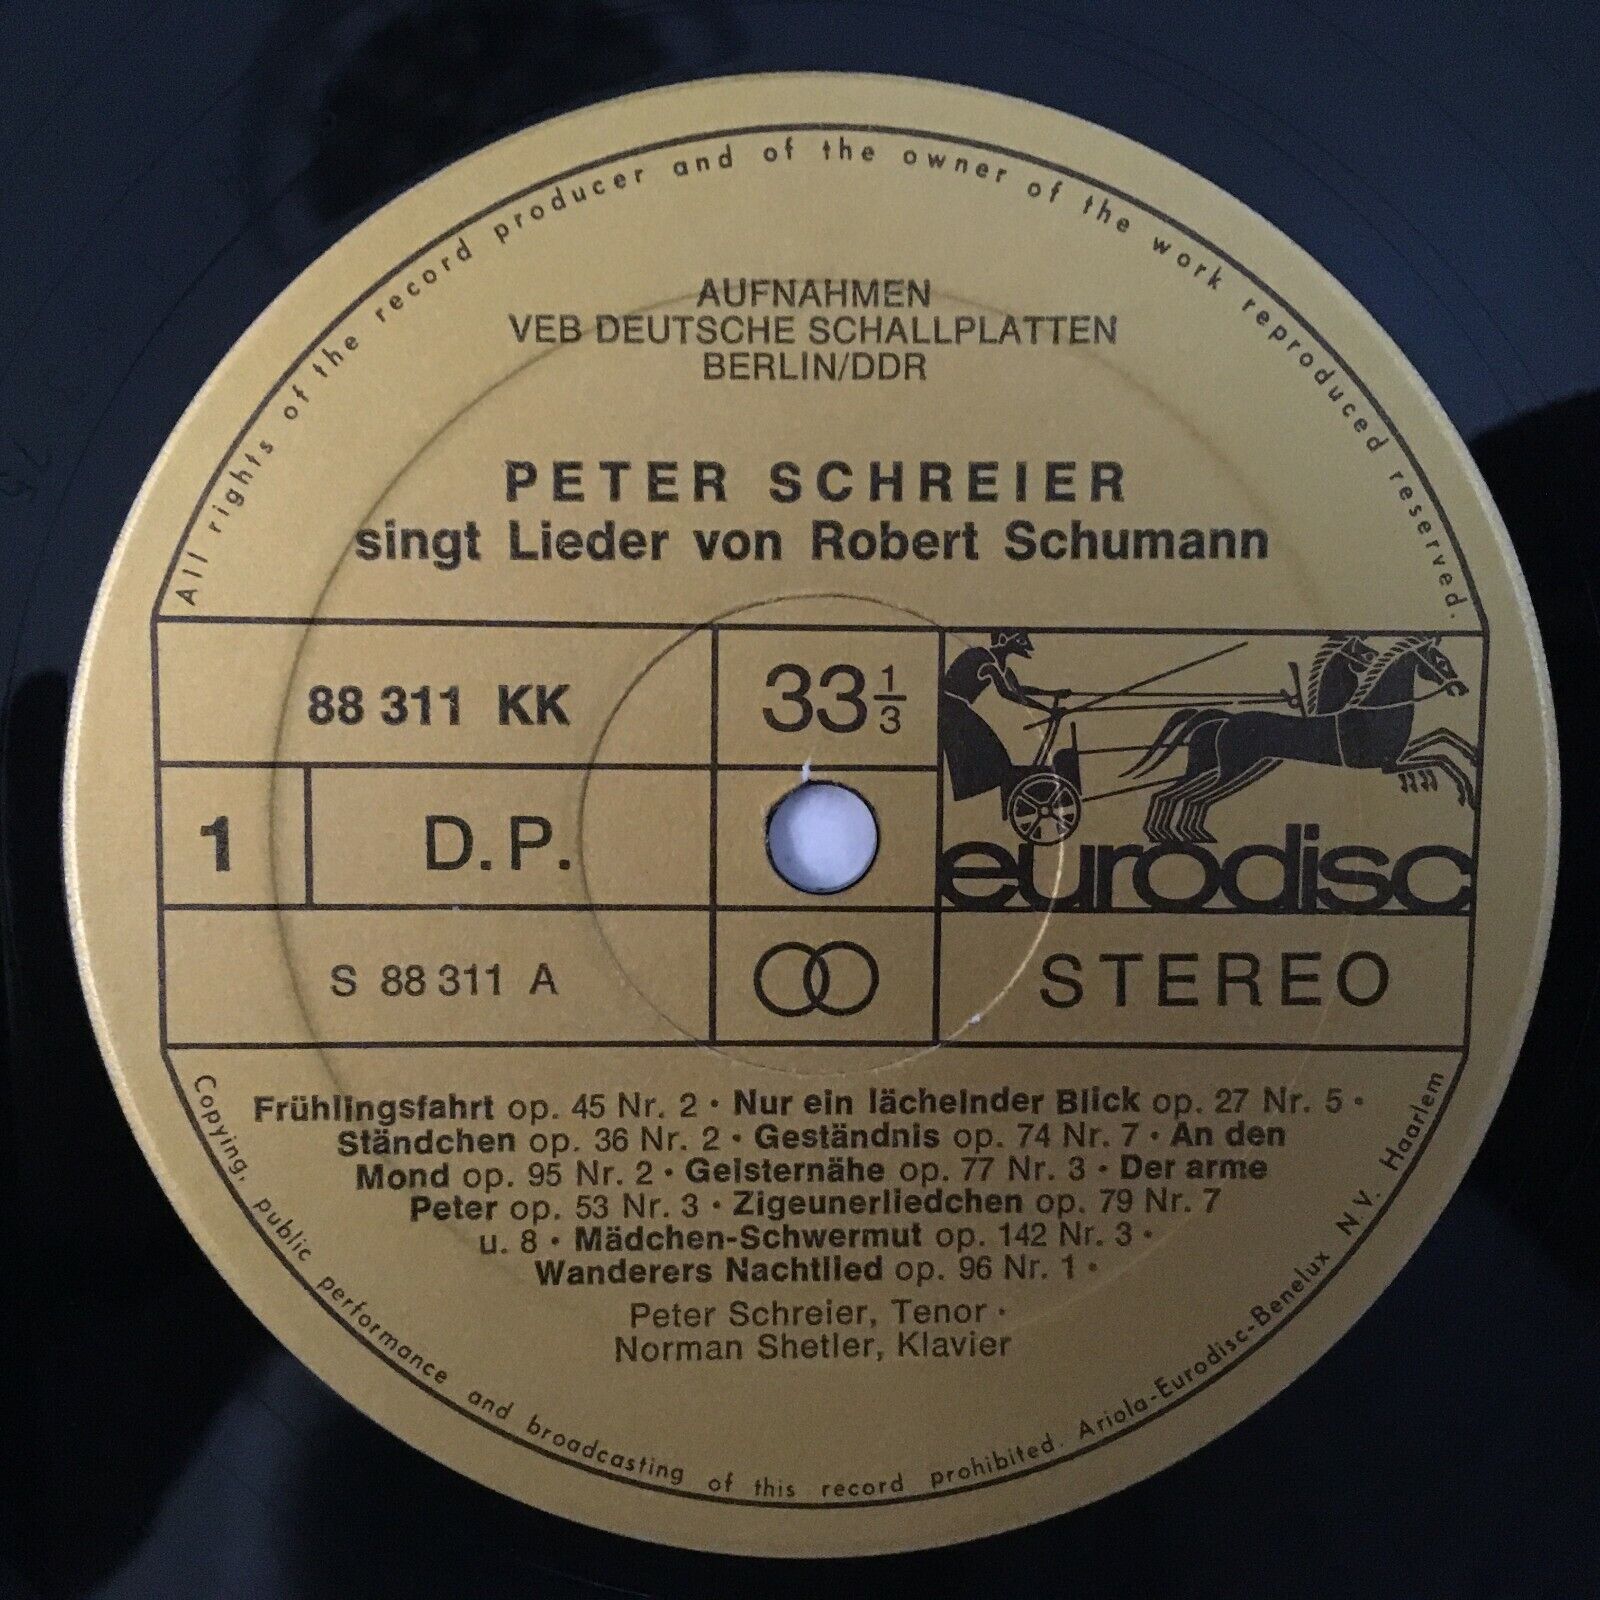 All rights of the record producer and of the owner of the work reproduced reserved.
AUFNAHMEN
VEB DEUTSCHE SCHALLPLATTEN
BERLIN/DDR
PETER SCHREIER
singt Lieder von Robert Schumann
88 311 KK
33 1/3
1
D.P.
eurodisc
S 88 311 A
STEREO
Frühlingsfahrt op. 45 Nr. 2 • Nur ein lächelnder Blick op. 27 Nr. 5 •
Ständchen op. 36 Nr. 2 • Geständnis op. 74 Nr. 7 • An den
Mond op. 95 Nr. 2 • Geisternähe op. 77 Nr. 3 • Der arme
Peter op. 53 Nr. 3 • Zigeunerliedchen op. 79 Nr. 7
u. 8 • Mädchen-Schwermut op. 142 Nr. 3 •
Wanderers Nachtlied op. 96 Nr. 1 •
Peter Schreier, Tenor •
Norman Shetler, Klavier
Copying, public performance and broadcasting of this record prohibited. Ariola-Eurodisc-Benelux N.V. Haarlem